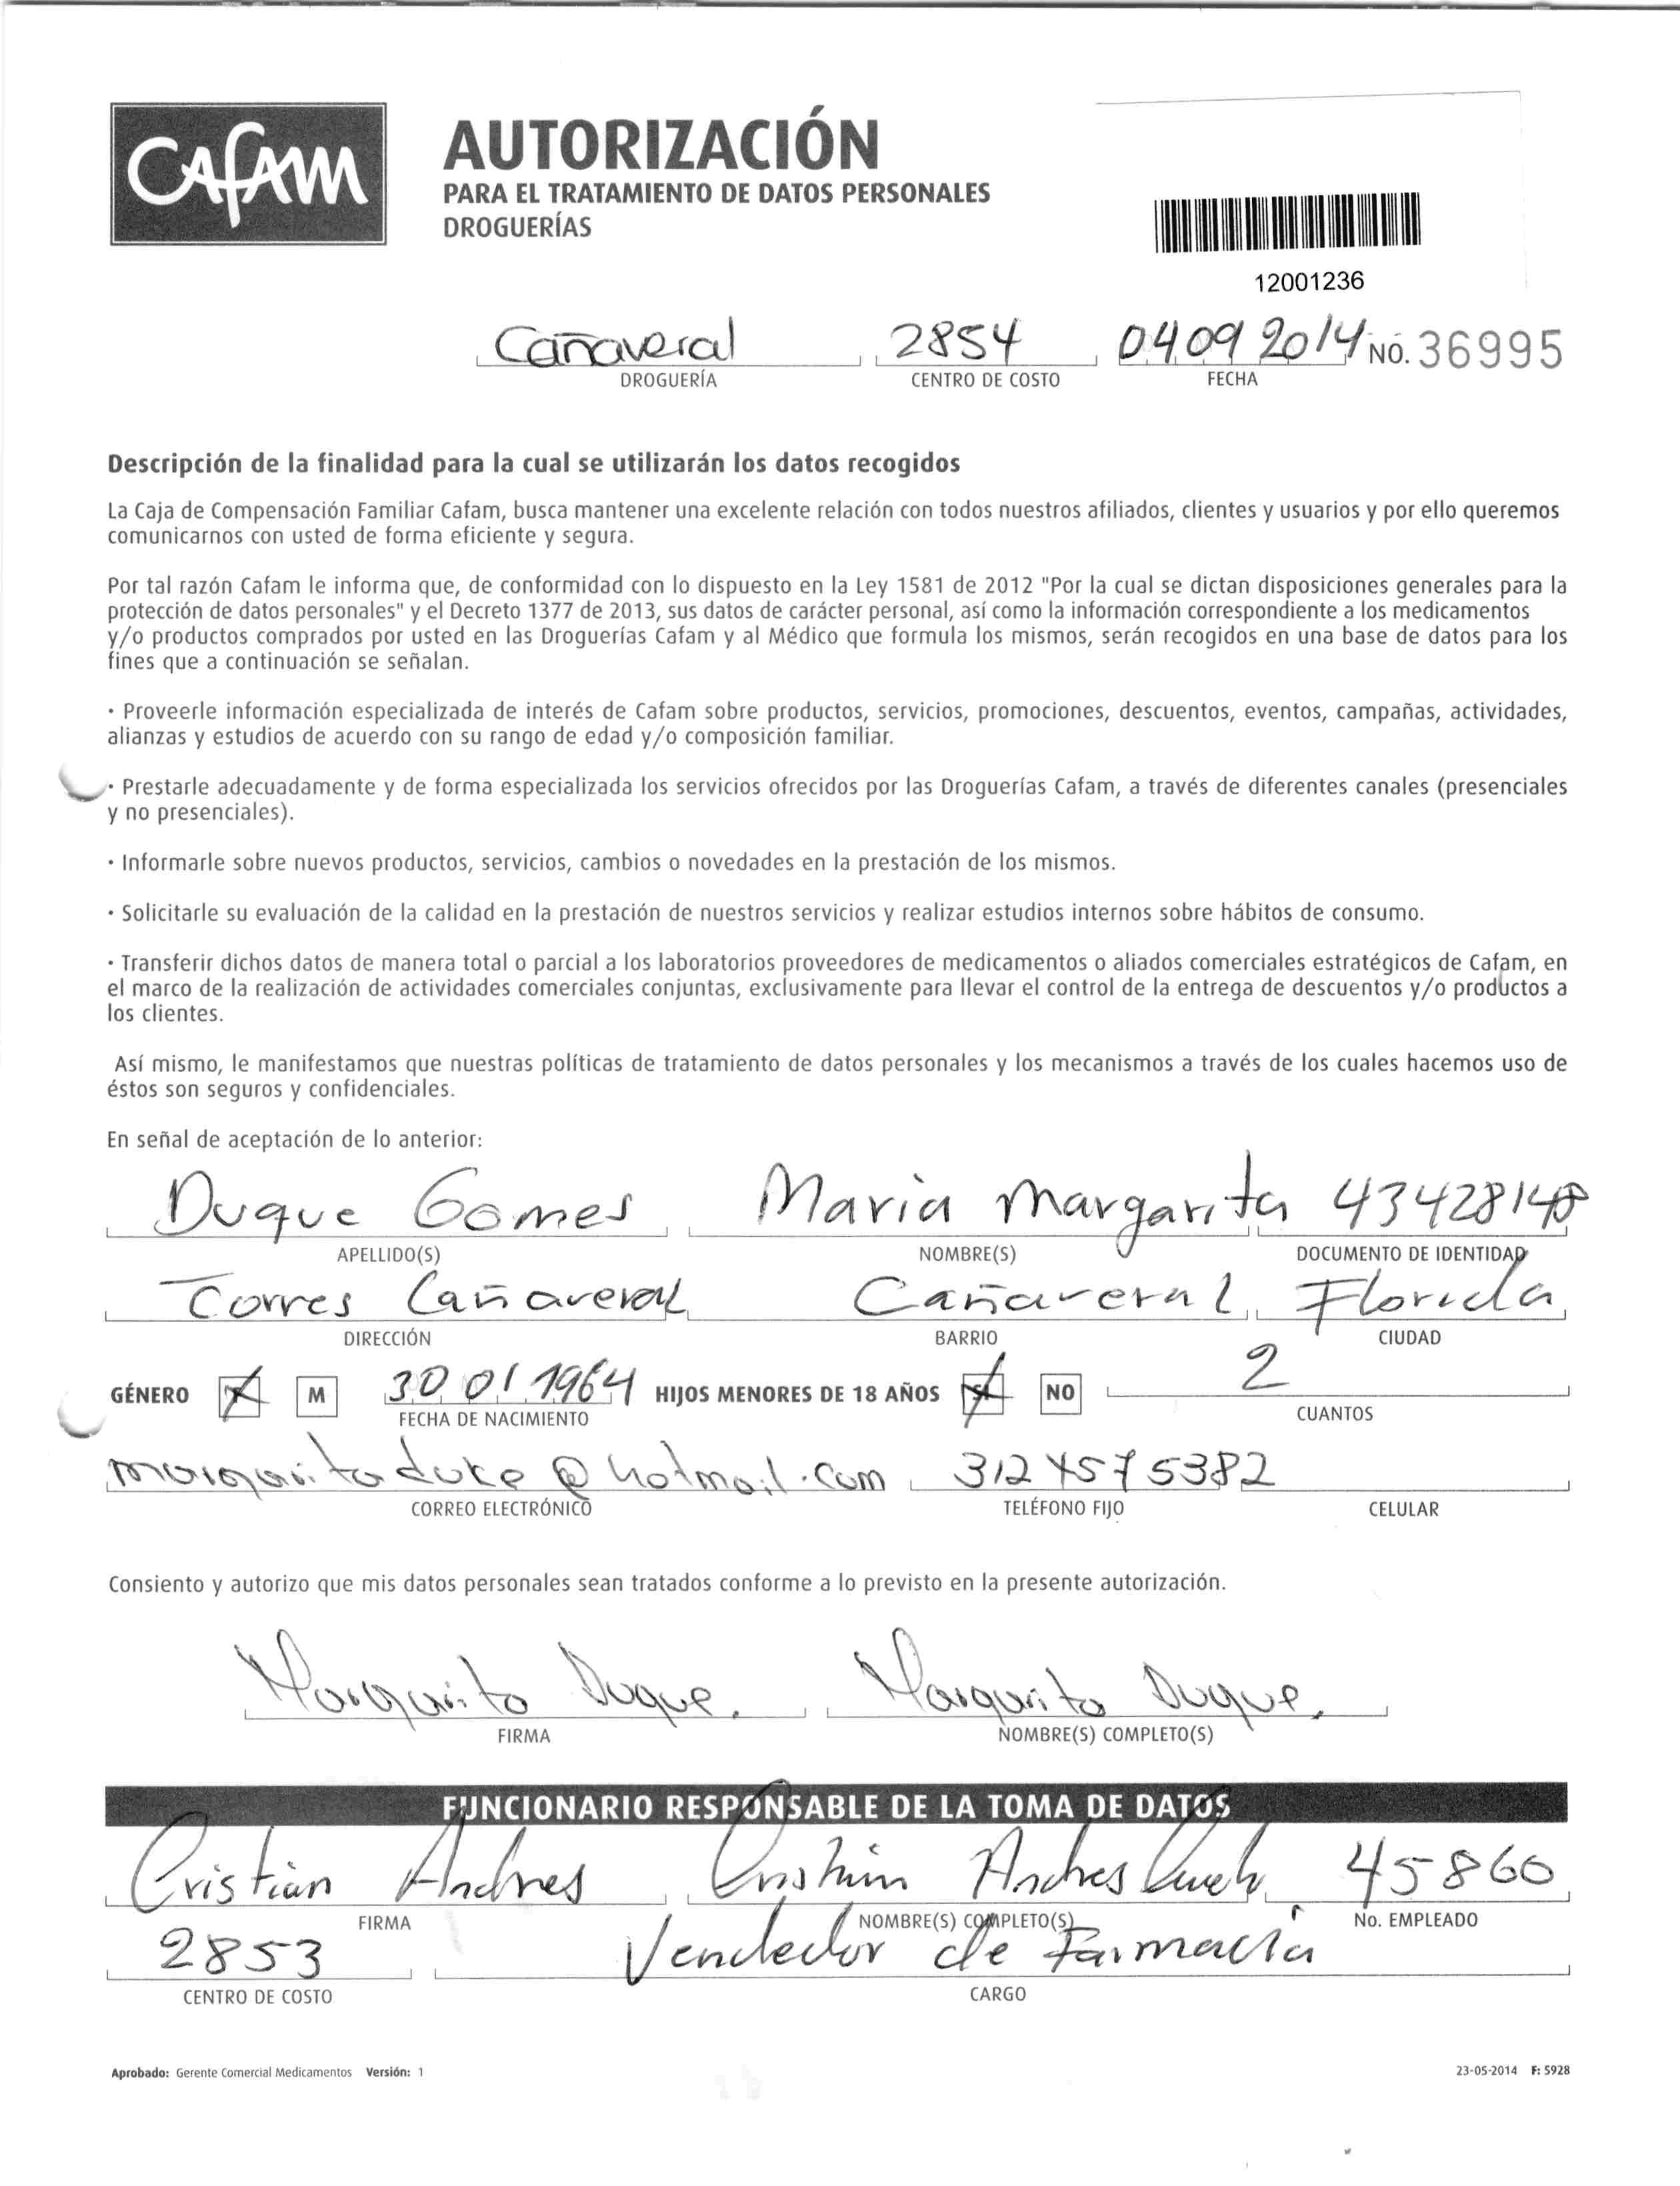 CAFAM
AUTORIZACIÓN
PARA EL TRATAMIENTO DE DATOS PERSONALES
DROGUERÍAS
12001236
Cañaveral 2854 04 09 2014 NO. 36995
DROGUERÍA CENTRO DE COSTO FECHA
Descripción de la finalidad para la cual se utilizarán los datos recogidos
La Caja de Compensación Familiar Cafam, busca mantener una excelente relación con todos nuestros afiliados, clientes y usuarios y por ello queremos
comunicarnos con usted de forma eficiente y segura.
Por tal razón Cafam le informa que, de conformidad con lo dispuesto en la Ley 1581 de 2012 "Por la cual se dictan disposiciones generales para la
protección de datos personales" y el Decreto 1377 de 2013, sus datos de carácter personal, así como la información correspondiente a los medicamentos
y/o productos comprados por usted en las Droguerías Cafam y al Médico que formula los mismos, serán recogidos en una base de datos para los
fines que a continuación se señalan.
• Proveerle información especializada de interés de Cafam sobre productos, servicios, promociones, descuentos, eventos, campañas, actividades,
alianzas y estudios de acuerdo con su rango de edad y/o composición familiar.
• Prestarle adecuadamente y de forma especializada los servicios ofrecidos por las Droguerías Cafam, a través de diferentes canales (presenciales
y no presenciales).
• Informarle sobre nuevos productos, servicios, cambios o novedades en la prestación de los mismos.
• Solicitarle su evaluación de la calidad en la prestación de nuestros servicios y realizar estudios internos sobre hábitos de consumo.
• Transferir dichos datos de manera total o parcial a los laboratorios proveedores de medicamentos o aliados comerciales estratégicos de Cafam, en
el marco de la realización de actividades comerciales conjuntas, exclusivamente para llevar el control de la entrega de descuentos y/o productos a
los clientes.
Así mismo, le manifestamos que nuestras políticas de tratamiento de datos personales y los mecanismos a través de los cuales hacemos uso de
éstos son seguros y confidenciales.
En señal de aceptación de lo anterior:
Duque Gomes Maria Margarita 43428148
APELLIDO(S) NOMBRE(S) DOCUMENTO DE IDENTIDAD
Torres Cañaveral Cañaveral Florida
DIRECCIÓN BARRIO CIUDAD
GÉNERO M 30 01 1964 HIJOS MENORES DE 18 AÑOS SI NO 2
FECHA DE NACIMIENTO CUANTOS
margaritaduke@hotmail.com 312 4575382
CORREO ELECTRÓNICO TELÉFONO FIJO CELULAR
Consiento y autorizo que mis datos personales sean tratados conforme a lo previsto en la presente autorización.
Margarita Duque. Margarita Duque.
FIRMA NOMBRE(S) COMPLETO(S)
FUNCIONARIO RESPONSABLE DE LA TOMA DE DATOS
Cristian Andres Cristian Andres 45860
FIRMA NOMBRE(S) COMPLETO(S) No. EMPLEADO
2853 Vendedor de Farmacia
CENTRO DE COSTO CARGO
Aprobado: Gerente Comercial Medicamentos Versión: 1 23-05-2014 F: 5928